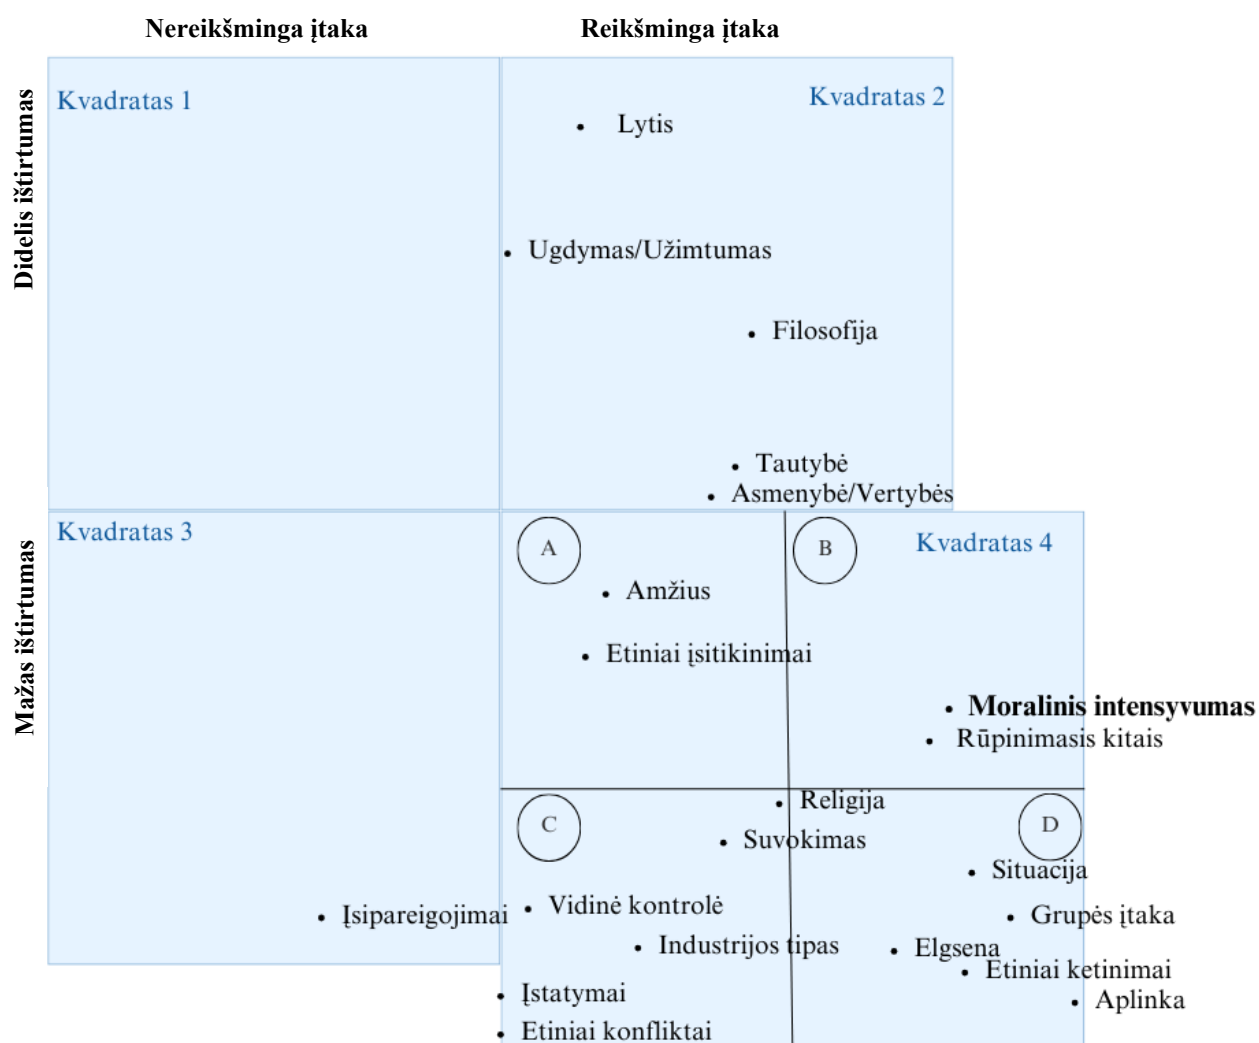 Nereikšminga įtaka
Reikšminga įtaka
Didelis ištirtumas
Kvadratas 1
Kvadratas 2
Lytis
Ugdymas/Užimtumas
Filosofija
Tautybė
Asmenybė/Vertybės
Mažas ištirtumas
Kvadratas 3
A
B
Kvadratas 4
Amžius
Etiniai įsitikinimai
Moralinis intensyvumas
Rūpinimasis kitais
Religija
C
D
Suvokimas
Situacija
Įsipareigojimai
Vidinė kontrolė
Grupės įtaka
Industrijos tipas
Elgsena
Etiniai ketinimai
Įstatymai
Aplinka
Etiniai konfliktai